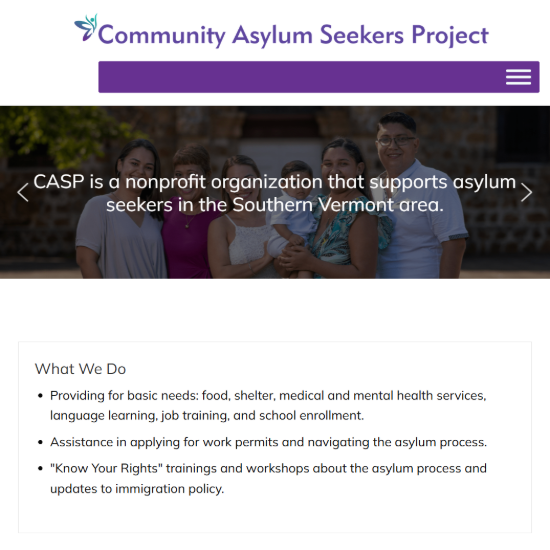 Community Asylum Seekers Project
CASP is a nonprofit organization that supports asylum
seekers in the Southern Vermont area.
What We Do
Providing for basic needs: food, shelter, medical and mental health services,
language learning, job training, and school enrollment.
Assistance in applying for work permits and navigating the asylum process.
"Know Your Rights" trainings and workshops about the asylum process and
updates to immigration policy.